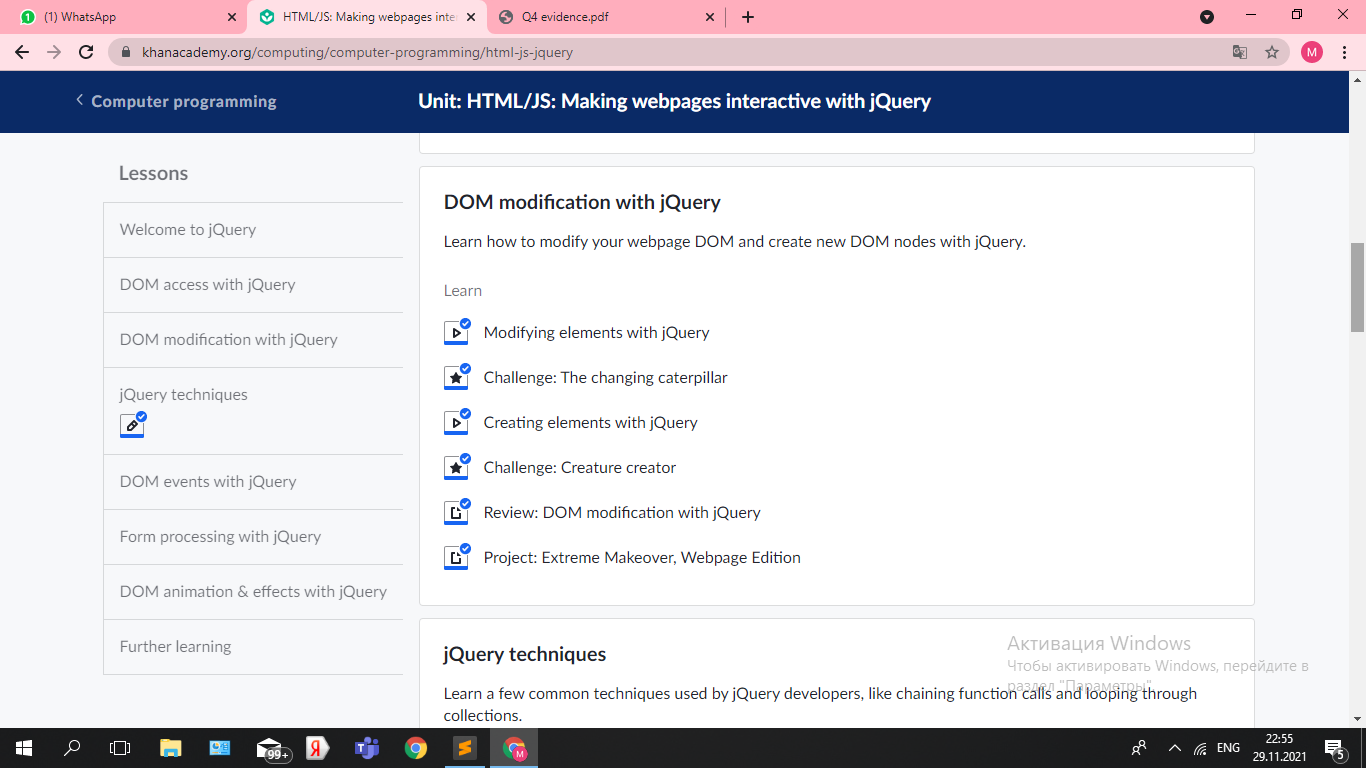 (1) WhatsApp
HTML/JS: Making webpages inter
Q4 evidence.pdf
khanacademy.org/computing/computer-programming/html-js-jquery
M
Computer programming
Unit: HTML/JS: Making webpages interactive with jQuery
Lessons
Welcome to jQuery
DOM access with jQuery
DOM modification with jQuery
jQuery techniques
DOM events with jQuery
Form processing with jQuery
DOM animation & effects with jQuery
Further learning
DOM modification with jQuery
Learn how to modify your webpage DOM and create new DOM nodes with jQuery.
Learn
Modifying elements with jQuery
Challenge: The changing caterpillar
Creating elements with jQuery
Challenge: Creature creator
Review: DOM modification with jQuery
Project: Extreme Makeover, Webpage Edition
jQuery techniques
Learn a few common techniques used by jQuery developers, like chaining function calls and looping through
collections.
Активация Windows
Чтобы активировать Windows, перейдите в
раздел "Параметры".
99+
Я
M
ENG
22:55
29.11.2021
5